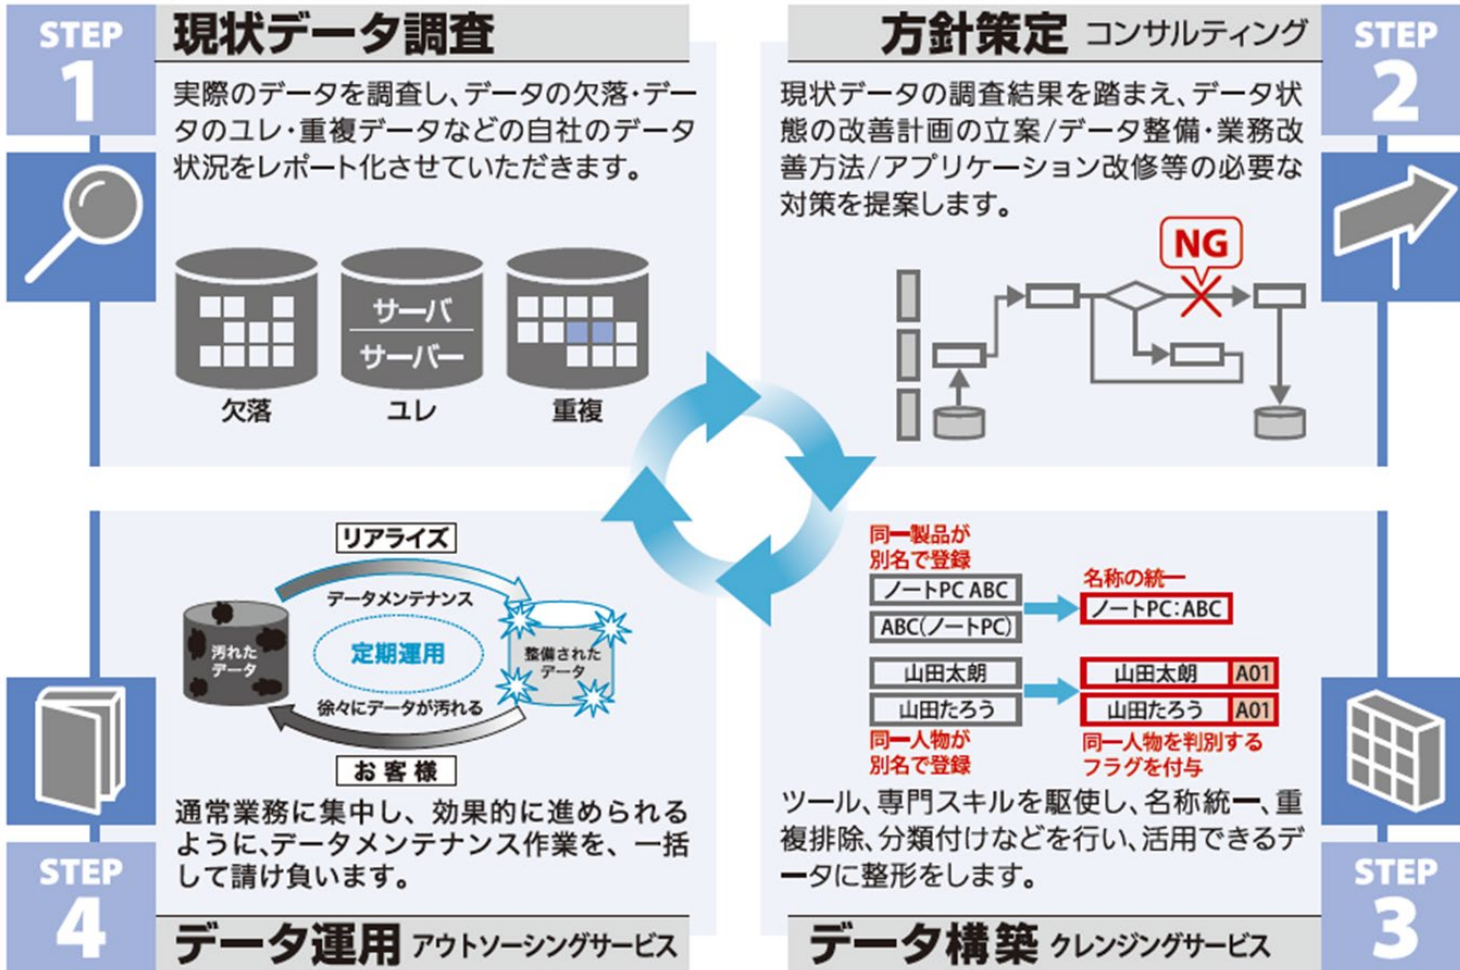 STEP
1
現状データ調査
実際のデータを調査し、データの欠落・デー
タのユレ・重複データなどの自社のデータ
状況をレポート化させていただきます。
サーバ
サーバー
欠落
ユレ
重複
方針策定 コンサルティング
STEP
2
現状データの調査結果を踏まえ、データ状
態の改善計画の立案/データ整備・業務改
善方法/アプリケーション改修等の必要な
対策を提案します。
NG
同一製品が
別名で登録
ノートPC ABC
ABC(ノートPC)
名称の統一
ノートPC:ABC
山田太朗
山田たろう
山田太朗 A01
山田たろう A01
同一人物が
別名で登録
同一人物を判別する
フラグを付与
ツール、専門スキルを駆使し、名称統一、重
複排除、分類付けなどを行い、活用できるデ
ータに整形をします。
データ構築 クレンジングサービス
STEP
3
リアライズ
データメンテナンス
汚れた
データ
定期運用
整備された
データ
徐々にデータが汚れる
お客様
通常業務に集中し、効果的に進められる
ように、データメンテナンス作業を、一括
して請け負います。
STEP
4
データ運用 アウトソーシングサービス